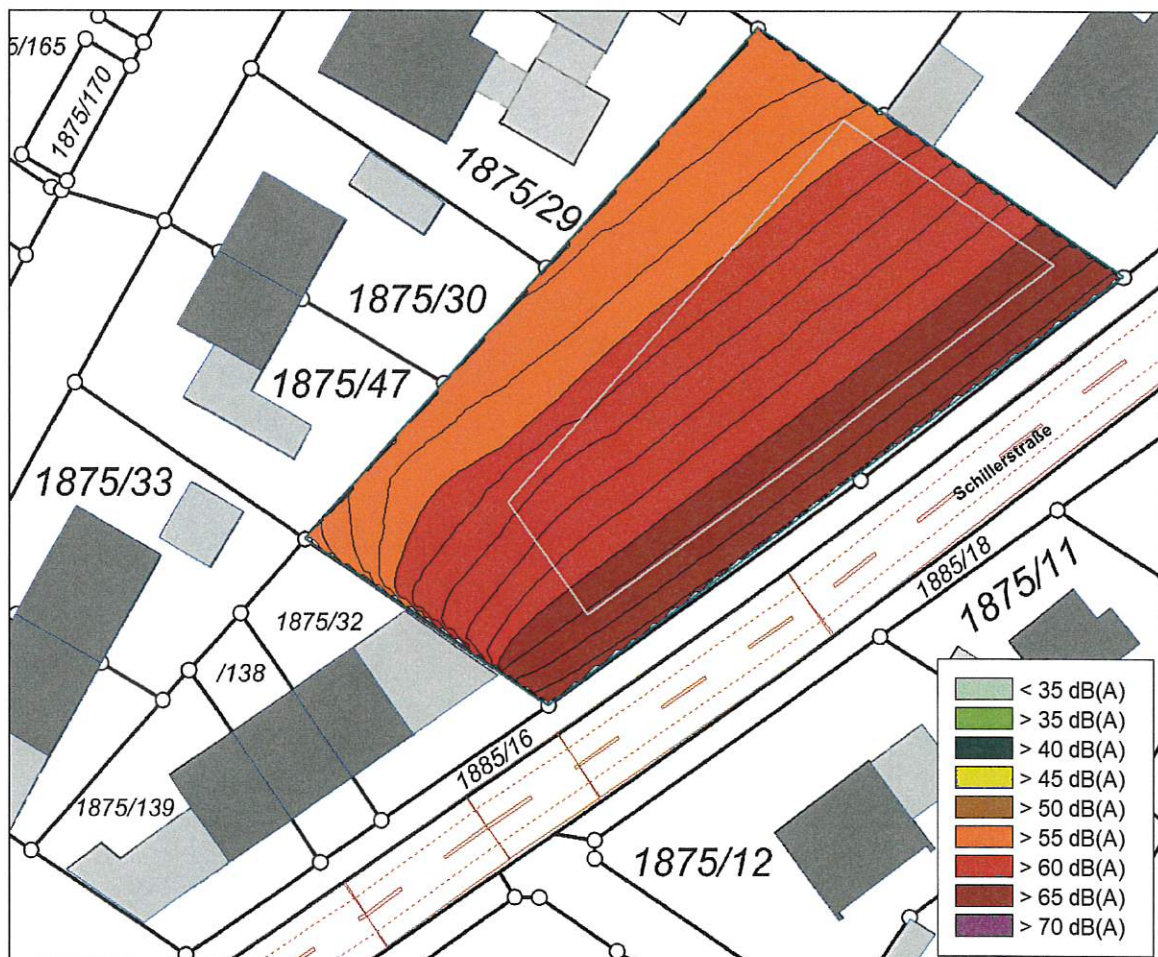 5/165
1875/170
1875/29
1875/30
1875/47
1875/33
1875/32
/138
1875/139
1885/16
Schillerstraße
1885/18
1875/11
1875/12
< 35 dB(A)
> 35 dB(A)
> 40 dB(A)
> 45 dB(A)
> 50 dB(A)
> 55 dB(A)
> 60 dB(A)
> 65 dB(A)
> 70 dB(A)